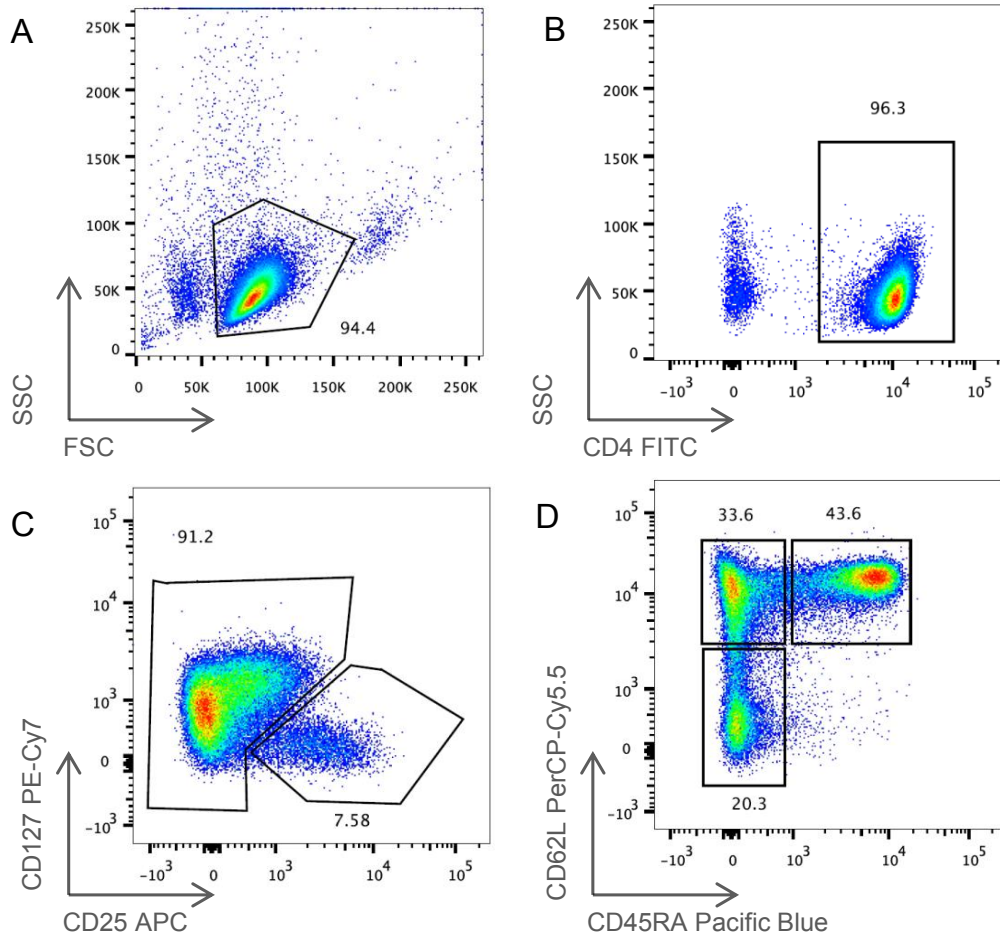 A
250K
200K
150K
100K
50K
0
94.4
0 50K 100K 150K 200K 250K
SSC
FSC
B
250K
200K
150K
100K
50K
0
96.3
-10³ 0 10³ 10⁴ 10⁵
SSC
CD4 FITC
C
10⁵
10⁴
10³
0
-10³
91.2
7.58
-10³ 0 10³ 10⁴ 10⁵
CD127 PE-Cy7
CD25 APC
D
10⁵
10⁴
10³
0
-10³
33.6 43.6
20.3
-10³ 0 10³ 10⁴ 10⁵
CD62L PerCP-Cy5.5
CD45RA Pacific Blue